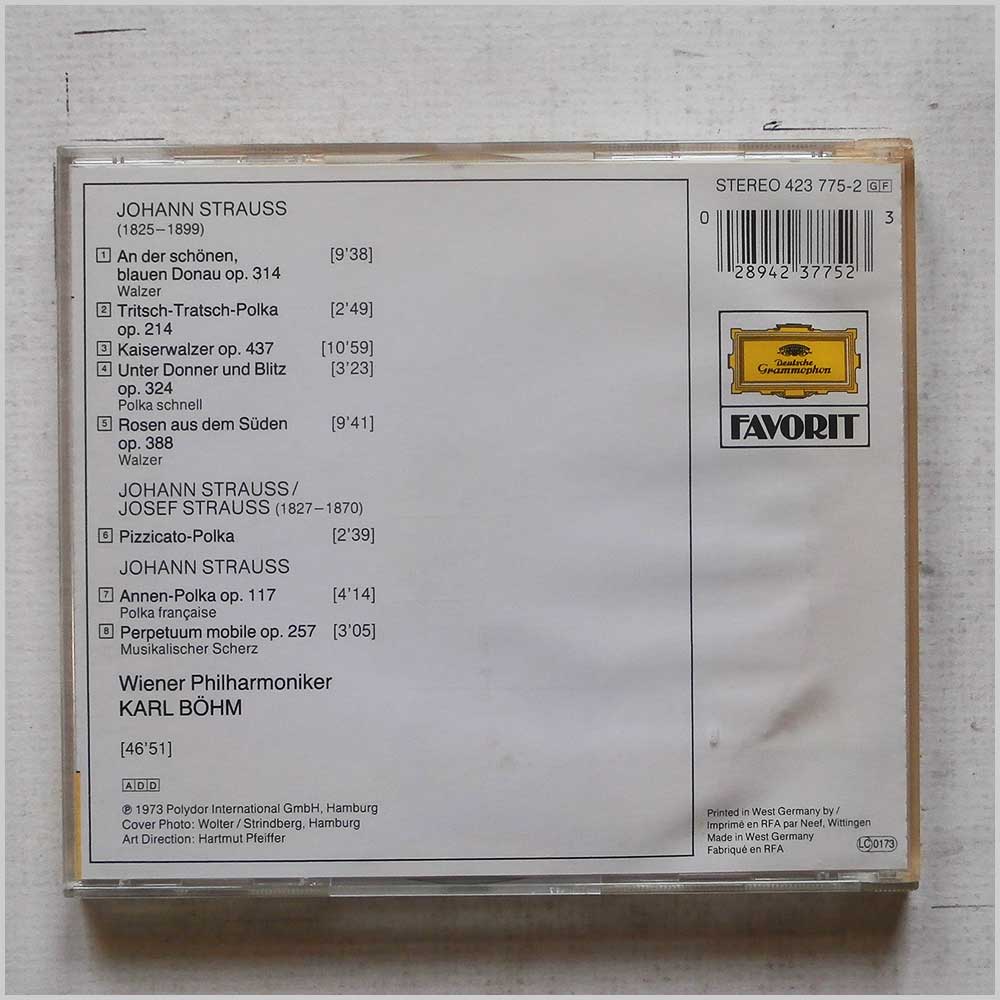 JOHANN STRAUSS
(1825–1899)
1 An der schönen, [9'38]
blauen Donau op. 314
Walzer
2 Tritsch-Tratsch-Polka [2'49]
op. 214
3 Kaiserwalzer op. 437 [10'59]
4 Unter Donner und Blitz [3'23]
op. 324
Polka schnell
5 Rosen aus dem Süden [9'41]
op. 388
Walzer
JOHANN STRAUSS/
JOSEF STRAUSS (1827–1870)
6 Pizzicato-Polka [2'39]
JOHANN STRAUSS
7 Annen-Polka op. 117 [4'14]
Polka française
8 Perpetuum mobile op. 257 [3'05]
Musikalischer Scherz
Wiener Philharmoniker
KARL BÖHM
[46'51]
ADD
℗ 1973 Polydor International GmbH, Hamburg
Cover Photo: Wolter / Strindberg, Hamburg
Art Direction: Hartmut Pfeiffer
STEREO 423 775-2 GF
0 28942 37752 3
Deutsche
Grammophon
FAVORIT
Printed in West Germany by /
Imprimé en RFA par Neef, Wittingen
Made in West Germany
Fabriqué en RFA
LC 0173